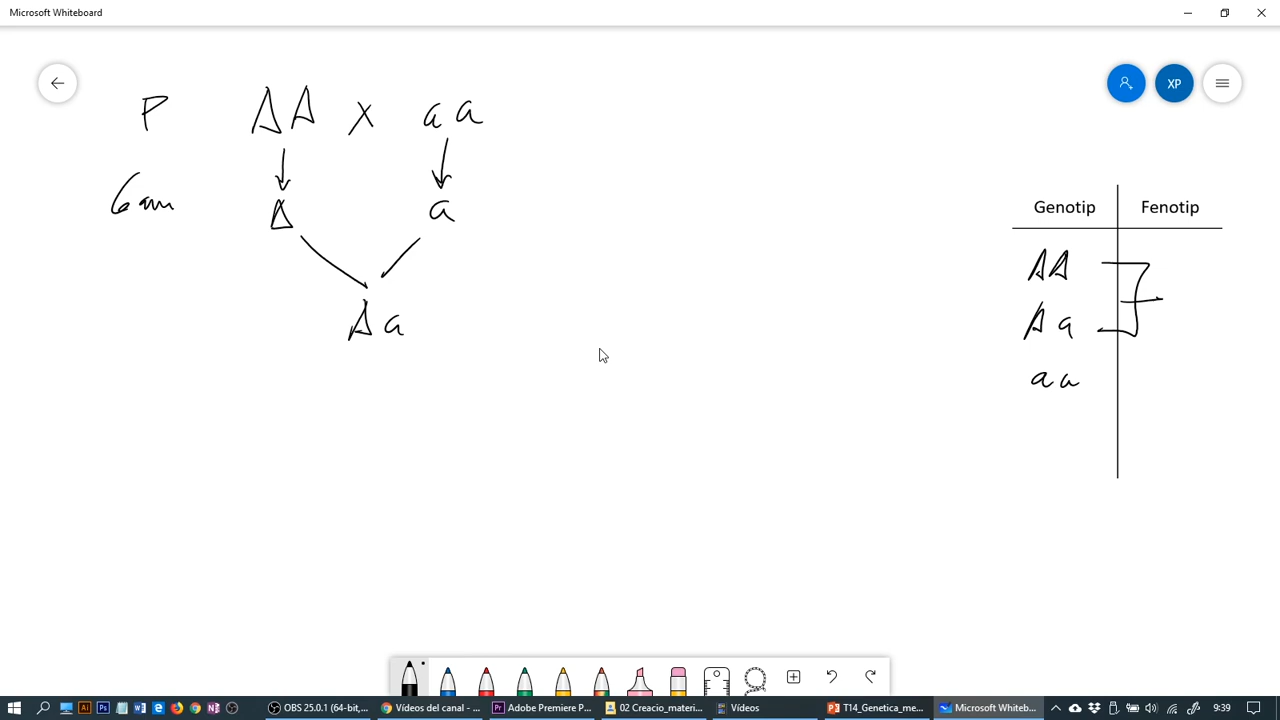 Microsoft Whiteboard
XP
P AA X aa
Gam A a
Aa
Genotip Fenotip
AA
Aa
aa
OBS 25.0.1 (64-bit,... Vídeos del canal - ... Adobe Premiere P... 02 Creacio_materi... Vídeos T14_Genetica_me... Microsoft Whiteb... 9:39